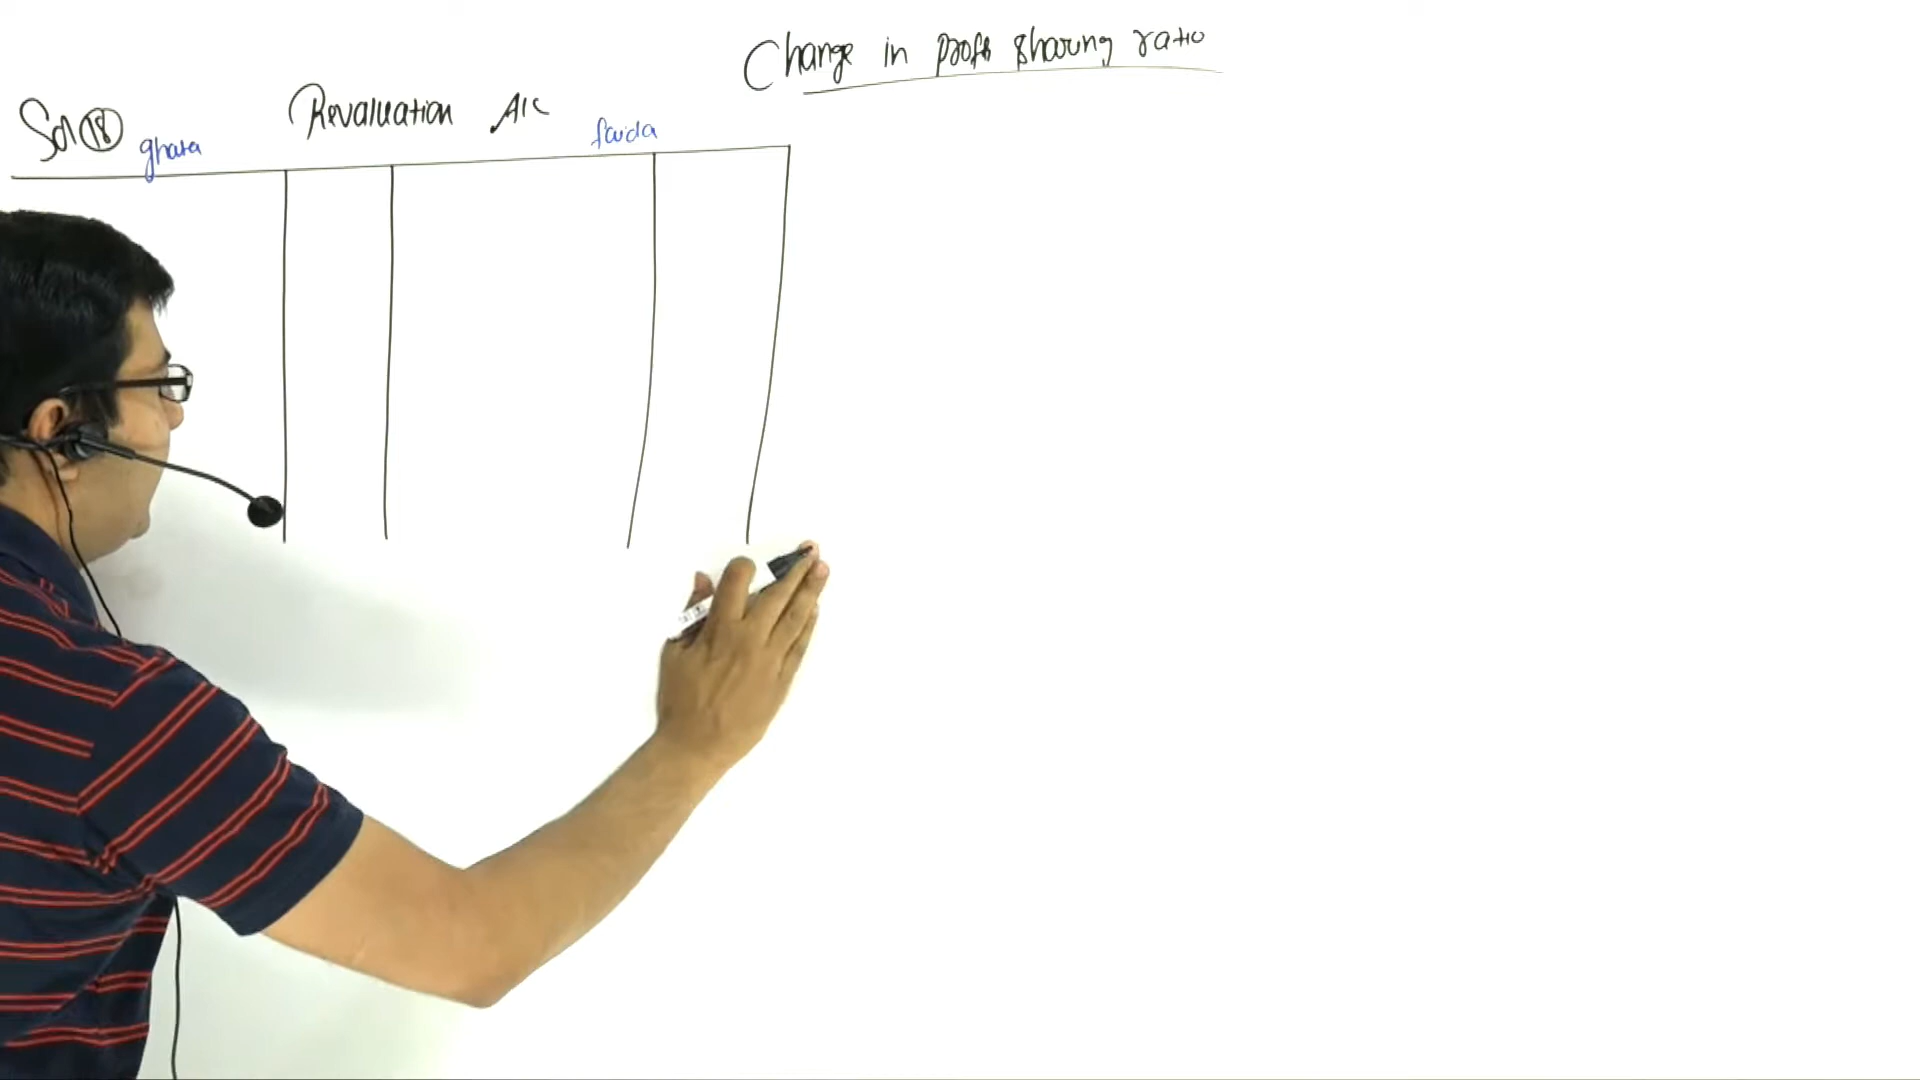 Change in profit sharing ratio
Sol 18 Revaluation A/c
ghata faida